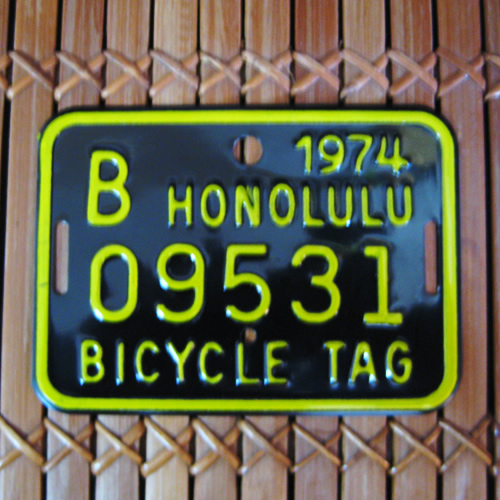 1974
B HONOLULU
09531
BICYCLE TAG